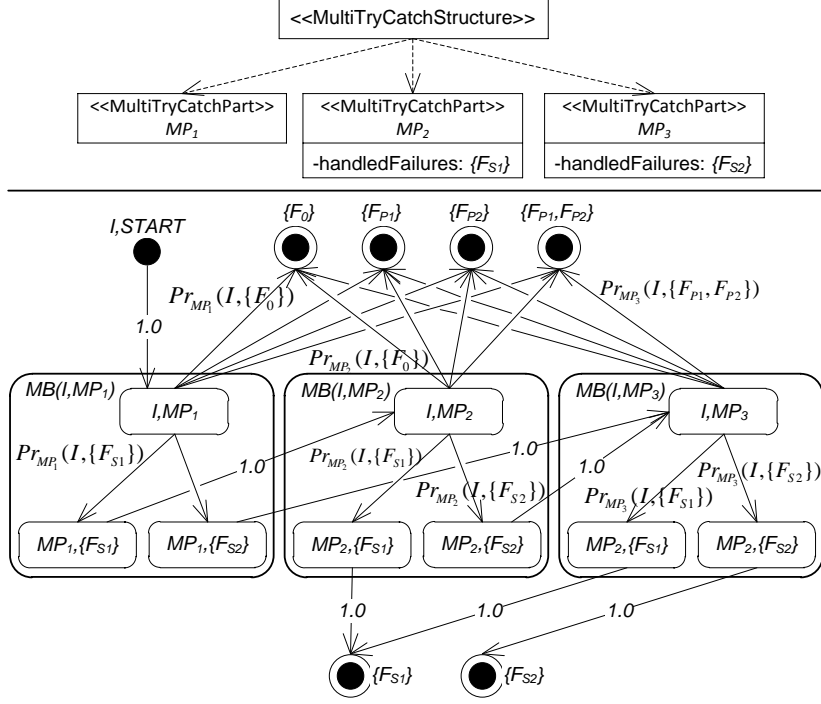 <<MultiTryCatchStructure>>
<<MultiTryCatchPart>>
MP1
<<MultiTryCatchPart>>
MP2
-handledFailures: {FS1}
<<MultiTryCatchPart>>
MP3
-handledFailures: {FS2}
I,START
{F0}
{FP1}
{FP2}
{FP1,FP2}
PrMP1(I,{F0})
PrMP3(I,{FP1,FP2})
1.0
PrMP2(I,{F0})
MB(I,MP1)
I,MP1
MB(I,MP2)
I,MP2
MB(I,MP3)
I,MP3
PrMP1(I,{FS1})
1.0
PrMP2(I,{FS1})
PrMP2(I,{FS2})
1.0
1.0
PrMP3(I,{FS1})
PrMP3(I,{FS2})
MP1,{FS1}
MP1,{FS2}
MP2,{FS1}
MP2,{FS2}
MP2,{FS1}
MP2,{FS2}
1.0
1.0
1.0
{FS1}
{FS2}